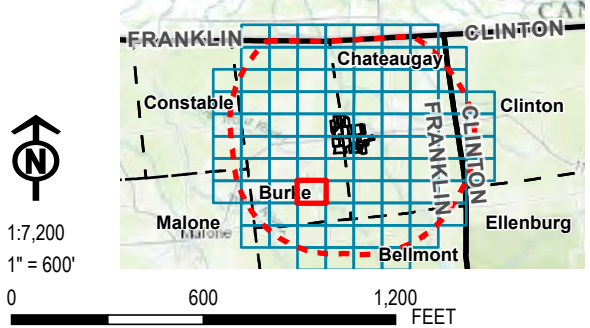 CAN
FRANKLIN
CLINTON
Chateaugay
Constable
Clinton
FRANKLIN
CLINTON
Burke
Malone
Malone
Ellenburg
Bellmont
N
1:7,200
1" = 600'
0 600 1,200
FEET